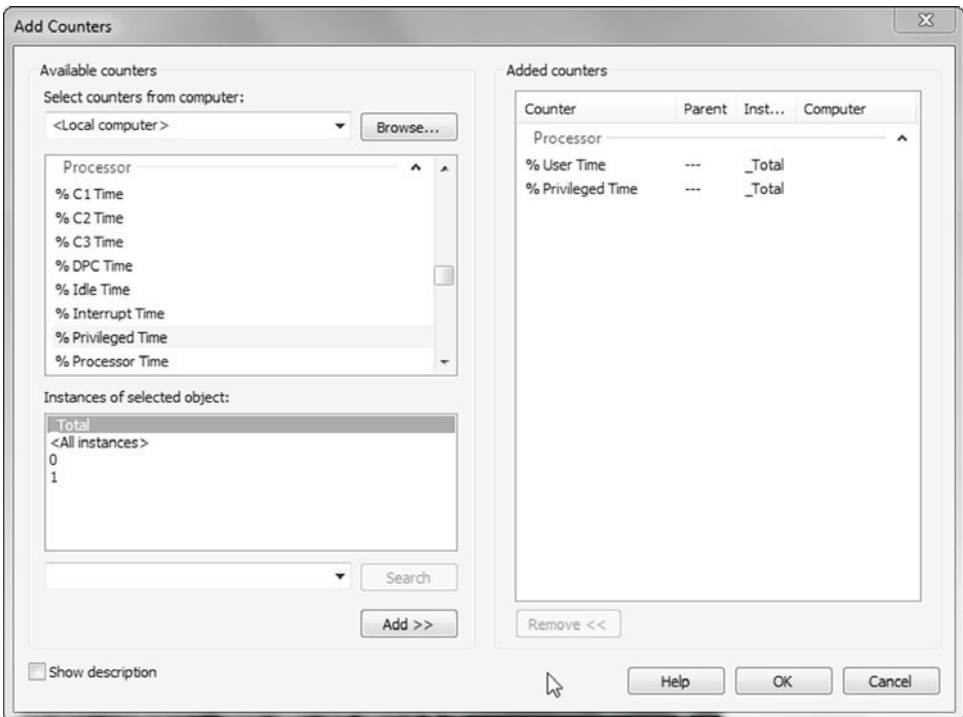 Add Counters
Available counters
Select counters from computer:
<Local computer>
Browse...
Processor
% C1 Time
% C2 Time
% C3 Time
% DPC Time
% Idle Time
% Interrupt Time
% Privileged Time
% Processor Time
Instances of selected object:
_Total
<All instances>
0
1
Search
Add >>
Show description
Added counters
Counter Parent Inst... Computer
Processor
% User Time --- _Total
% Privileged Time --- _Total
Remove <<
Help OK Cancel